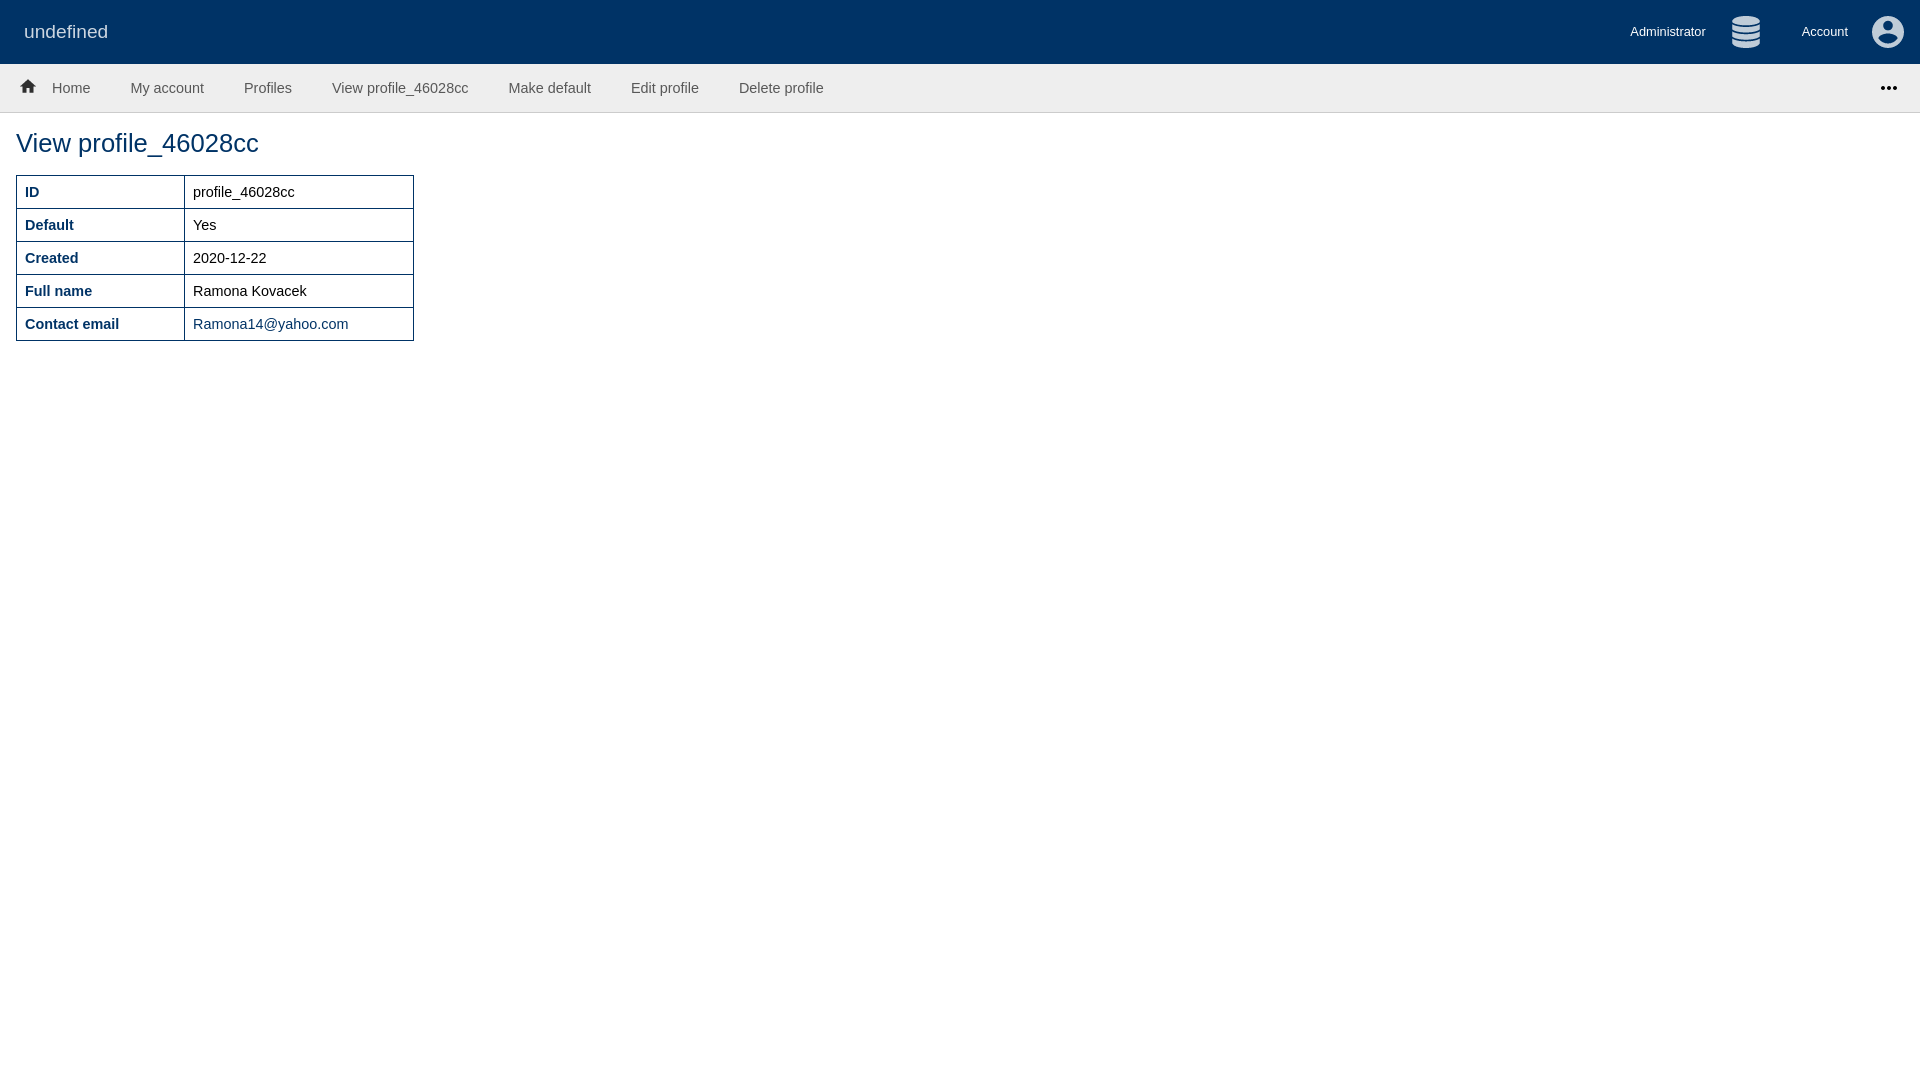 undefined
Administrator
Account
Home
My account
Profiles
View profile_46028cc
Make default
Edit profile
Delete profile
View profile_46028cc
ID profile_46028cc
Default Yes
Created 2020-12-22
Full name Ramona Kovacek
Contact email Ramona14@yahoo.com